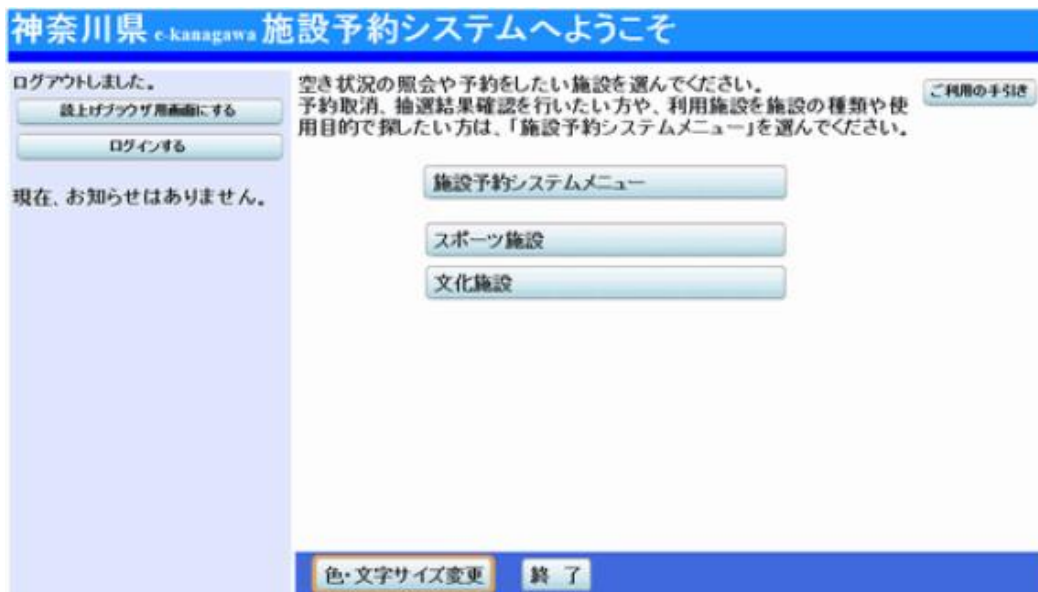 神奈川県 e-kanagawa 施設予約システムへようこそ
ログアウトしました。
読上げブラウザ用画面にする
ログインする
現在、お知らせはありません。
空き状況の照会や予約をしたい施設を選んでください。
予約取消、抽選結果確認を行いたい方や、利用施設を施設の種類や使
用目的で探したい方は、「施設予約システムメニュー」を選んでください。
ご利用の手引き
施設予約システムメニュー
スポーツ施設
文化施設
色・文字サイズ変更
終 了